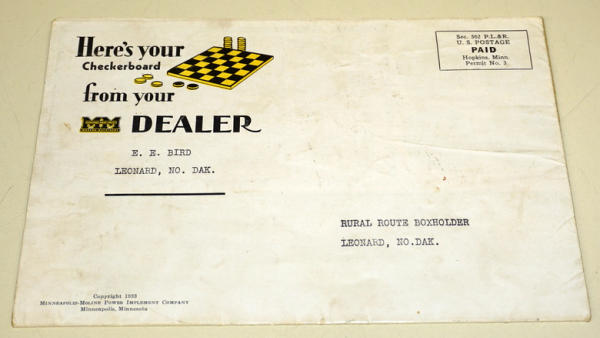 Here's your
Checkerboard
from your
DEALER
E. E. BIRD
LEONARD, NO. DAK.
Sec. 562 P.L.&R.
U. S. POSTAGE
PAID
Hopkins, Minn.
Permit No. 3
RURAL ROUTE BOXHOLDER
LEONARD, NO.DAK.
Copyright 1933
MINNEAPOLIS-MOLINE POWER IMPLEMENT COMPANY
Minneapolis, Minnesota